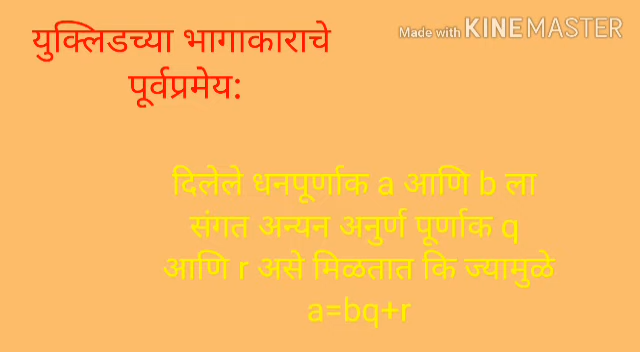 युक्लिडच्या भागाकाराचे
पूर्वप्रमेय:
Made with KINEMASTER
दिलेले धनपूर्णाक a आणि b ला
संगत अन्यन अनुर्ण पूर्णाक q
आणि r असे मिळतात कि ज्यामुळे
a=bq+r